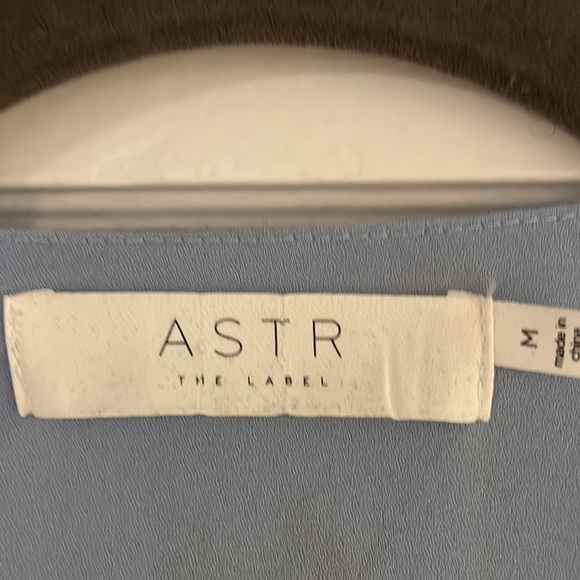 ASTR
THE LABEL
M
made in
china